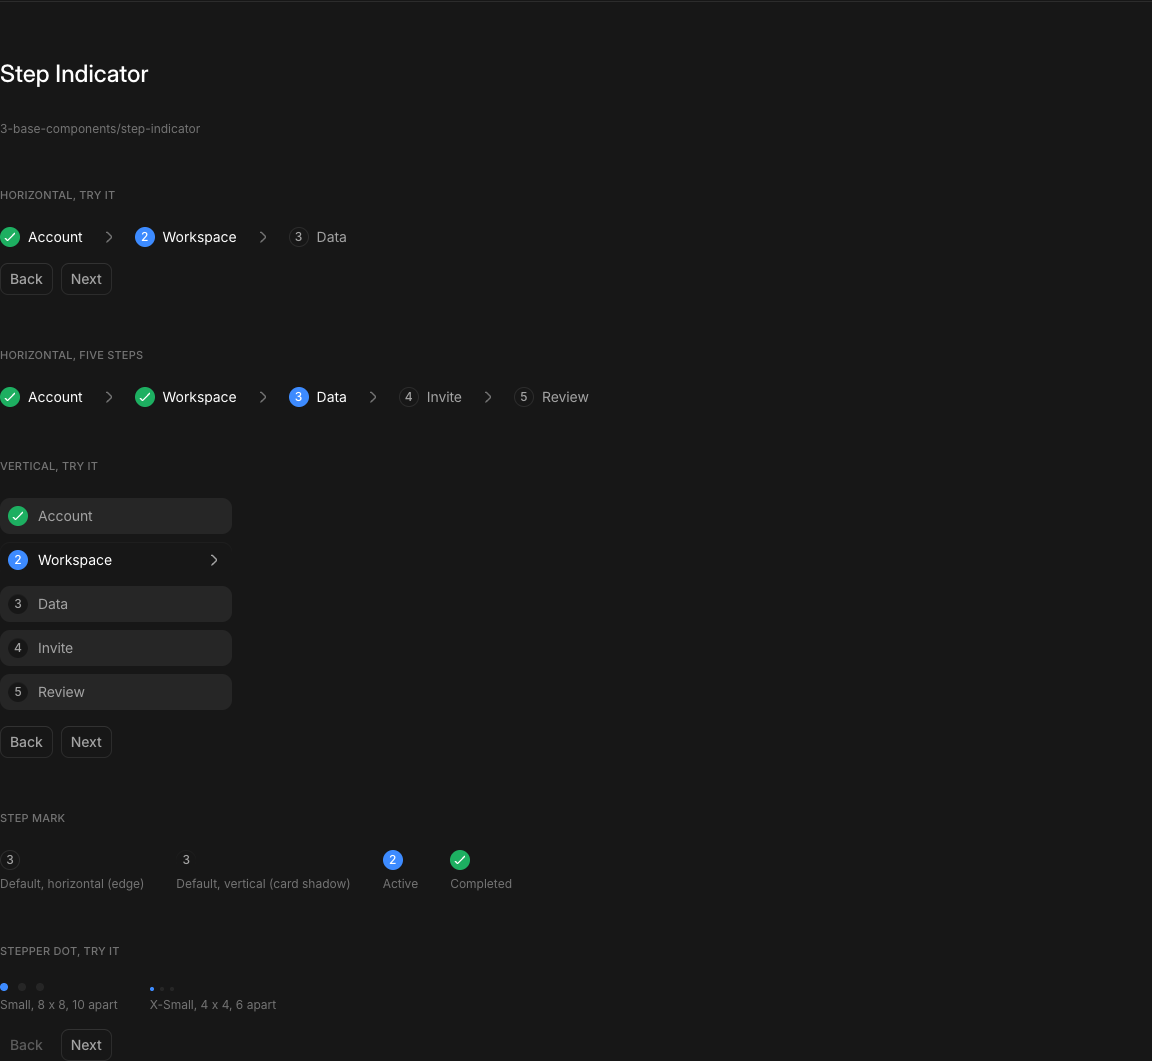 Step Indicator
3-base-components/step-indicator
HORIZONTAL, TRY IT
Account 2 Workspace 3 Data
Back Next
HORIZONTAL, FIVE STEPS
Account Workspace 3 Data 4 Invite 5 Review
VERTICAL, TRY IT
Account
2 Workspace
3 Data
4 Invite
5 Review
Back Next
STEP MARK
3 3 2
Default, horizontal (edge) Default, vertical (card shadow) Active Completed
STEPPER DOT, TRY IT
Small, 8 x 8, 10 apart X-Small, 4 x 4, 6 apart
Back Next